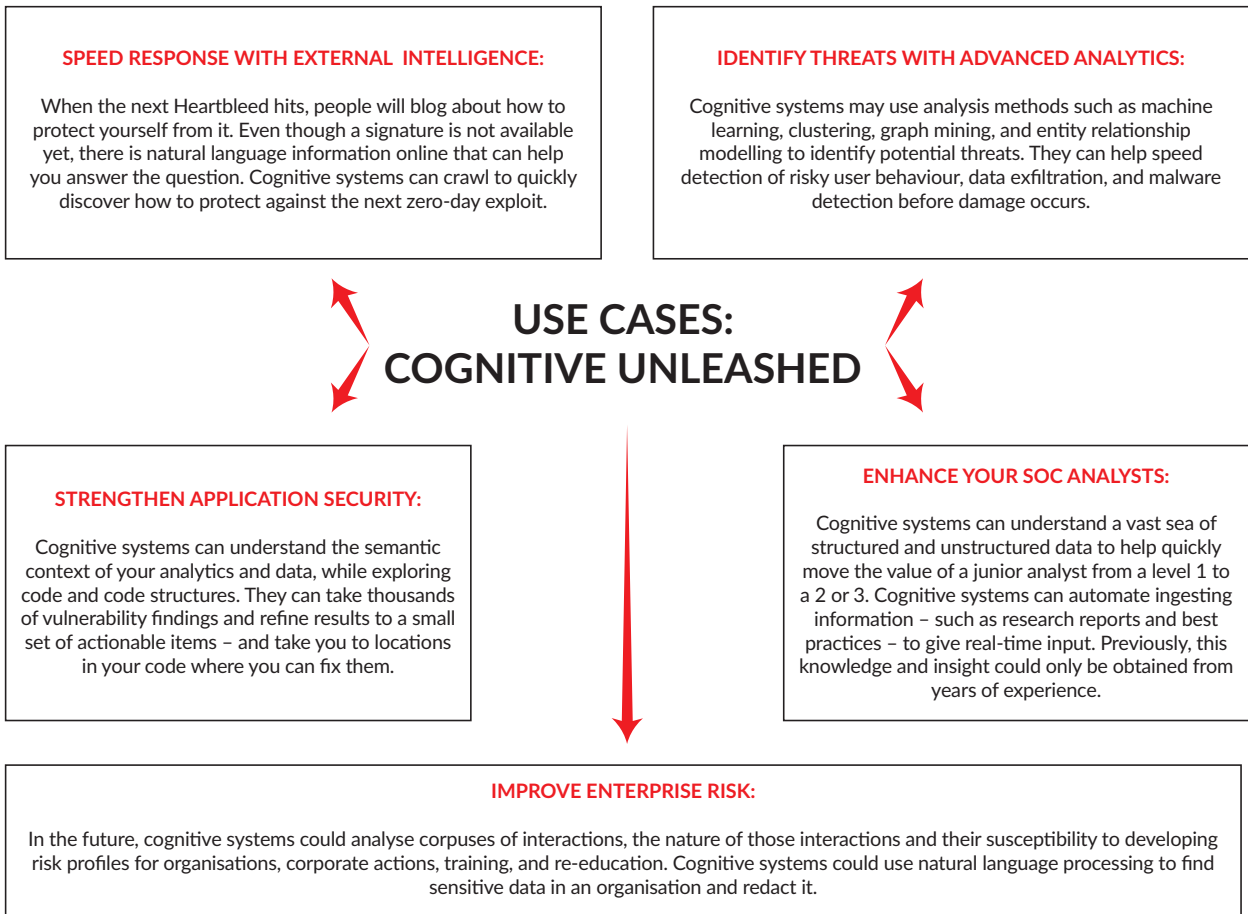 SPEED RESPONSE WITH EXTERNAL INTELLIGENCE:
When the next Heartbleed hits, people will blog about how to
protect yourself from it. Even though a signature is not available
yet, there is natural language information online that can help
you answer the question. Cognitive systems can crawl to quickly
discover how to protect against the next zero-day exploit.
IDENTIFY THREATS WITH ADVANCED ANALYTICS:
Cognitive systems may use analysis methods such as machine
learning, clustering, graph mining, and entity relationship
modelling to identify potential threats. They can help speed
detection of risky user behaviour, data exfiltration, and malware
detection before damage occurs.
USE CASES:
COGNITIVE UNLEASHED
STRENGTHEN APPLICATION SECURITY:
Cognitive systems can understand the semantic
context of your analytics and data, while exploring
code and code structures. They can take thousands
of vulnerability findings and refine results to a small
set of actionable items – and take you to locations
in your code where you can fix them.
ENHANCE YOUR SOC ANALYSTS:
Cognitive systems can understand a vast sea of
structured and unstructured data to help quickly
move the value of a junior analyst from a level 1 to
a 2 or 3. Cognitive systems can automate ingesting
information – such as research reports and best
practices – to give real-time input. Previously, this
knowledge and insight could only be obtained from
years of experience.
IMPROVE ENTERPRISE RISK:
In the future, cognitive systems could analyse corpuses of interactions, the nature of those interactions and their susceptibility to developing
risk profiles for organisations, corporate actions, training, and re-education. Cognitive systems could use natural language processing to find
sensitive data in an organisation and redact it.